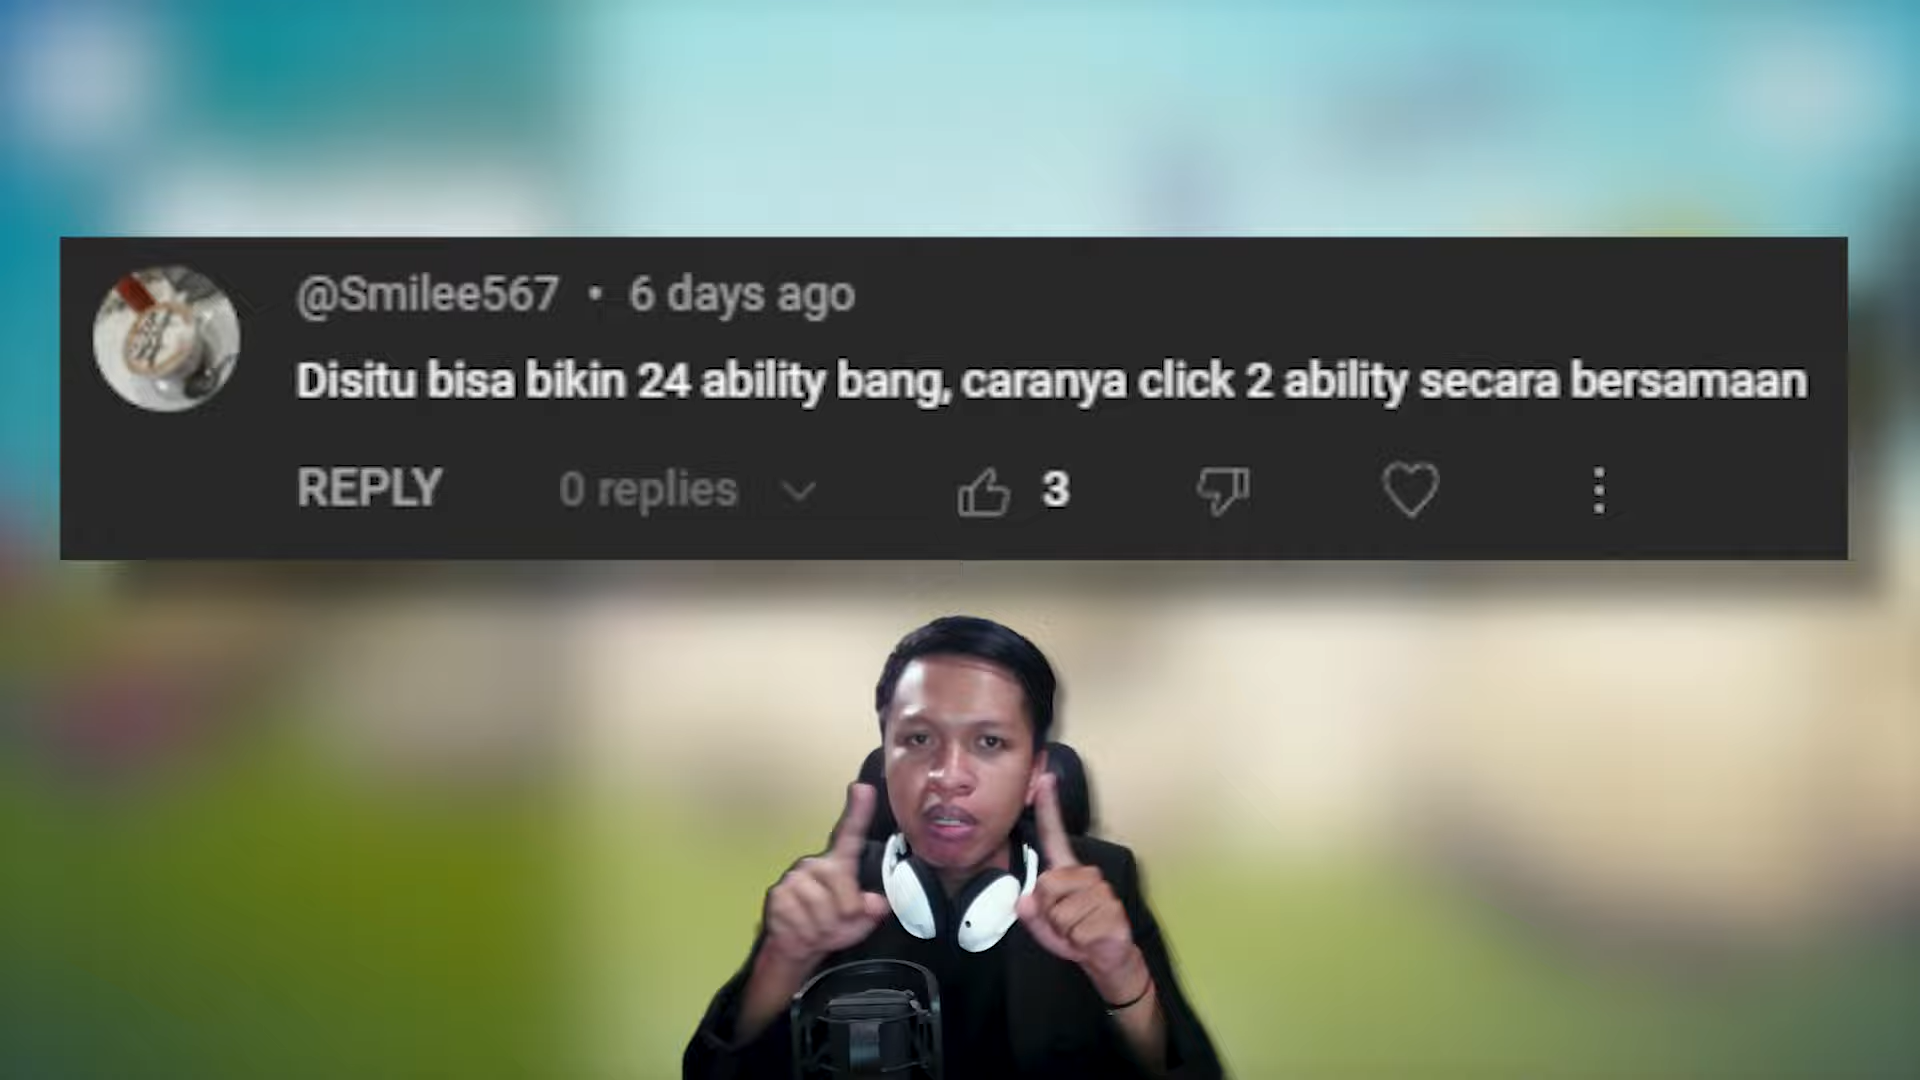 @Smilee567 • 6 days ago
Disitu bisa bikin 24 ability bang, caranya click 2 ability secara bersamaan
REPLY 0 replies 3